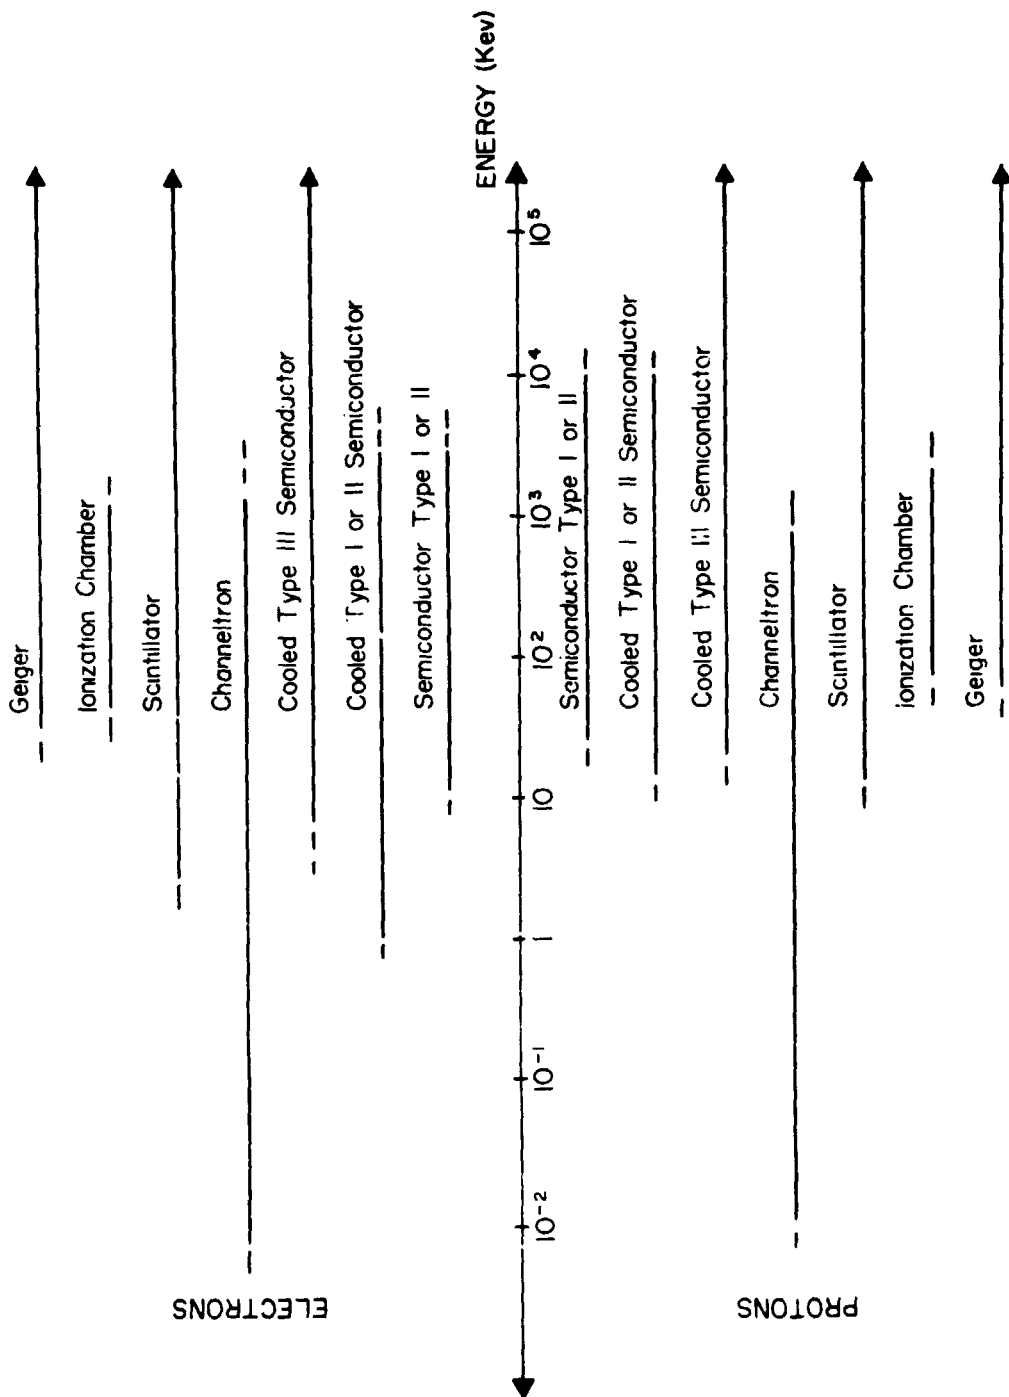 ELECTRONS
Geiger
Ionization Chamber
Scintillator
Channeltron
Cooled Type III Semiconductor
Cooled Type I or II Semiconductor
Semiconductor Type I or II
ENERGY (Kev)
10⁻² 10⁻¹ 1 10 10² 10³ 10⁴ 10⁵
PROTONS
Semiconductor Type I or II
Cooled Type I or II Semiconductor
Cooled Type III Semiconductor
Channeltron
Scintillator
Ionization Chamber
Geiger